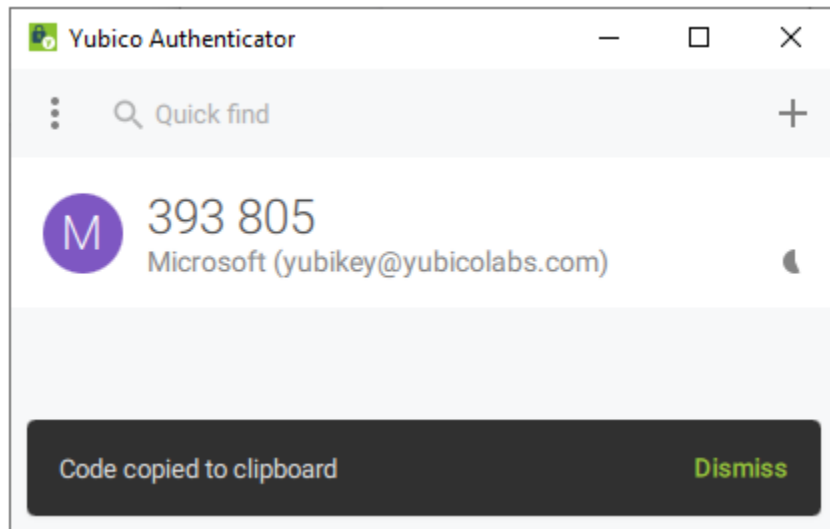 Yubico Authenticator
Quick find
M
393 805
Microsoft (yubikey@yubicolabs.com)
Code copied to clipboard
Dismiss